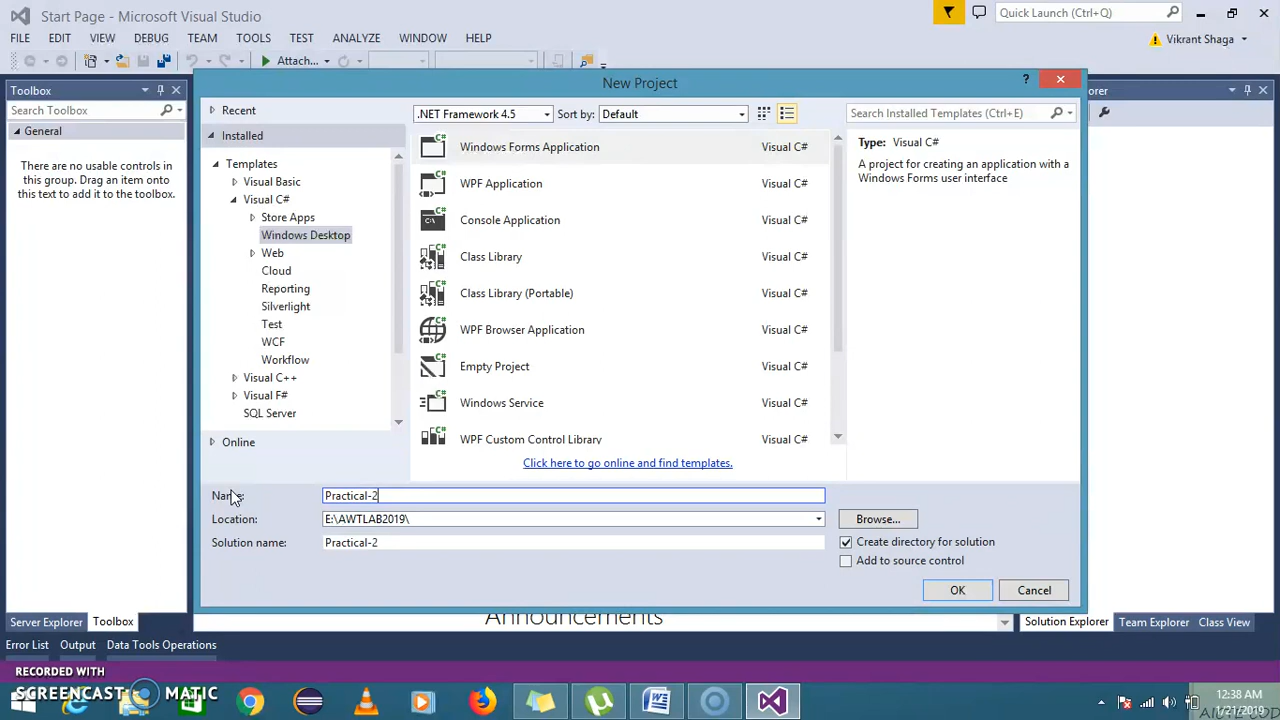 Start Page - Microsoft Visual Studio
Quick Launch (Ctrl+Q)
FILE EDIT VIEW DEBUG TEAM TOOLS TEST ANALYZE WINDOW HELP
Vikrant Shaga
Attach...
Toolbox
New Project
orer
Search Toolbox
General
There are no usable controls in
this group. Drag an item onto
this text to add it to the toolbox.
Recent
.NET Framework 4.5
Sort by: Default
Search Installed Templates (Ctrl+E)
Installed
Templates
Visual Basic
Visual C#
Store Apps
Windows Desktop
Web
Cloud
Reporting
Silverlight
Test
WCF
Workflow
Visual C++
Visual F#
SQL Server
Online
Windows Forms Application Visual C#
WPF Application Visual C#
Console Application Visual C#
Class Library Visual C#
Class Library (Portable) Visual C#
WPF Browser Application Visual C#
Empty Project Visual C#
Windows Service Visual C#
WPF Custom Control Library Visual C#
Click here to go online and find templates.
Type: Visual C#
A project for creating an application with a
Windows Forms user interface
Name: Practical-2
Location: E:\AWTLAB2019\
Browse...
Solution name: Practical-2
Create directory for solution
Add to source control
OK Cancel
Announcements
Server Explorer Toolbox
Solution Explorer Team Explorer Class View
Error List Output Data Tools Operations
RECORDED WITH
SCREENCAST MATIC
12:38 AM
1/21/2019